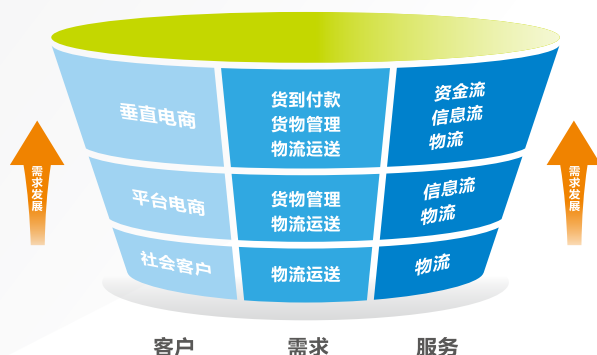 垂直电商
货到付款
货物管理
物流运送
资金流
信息流
物流
平台电商
货物管理
物流运送
信息流
物流
社会客户
物流运送
物流
需求发展
需求发展
客户
需求
服务